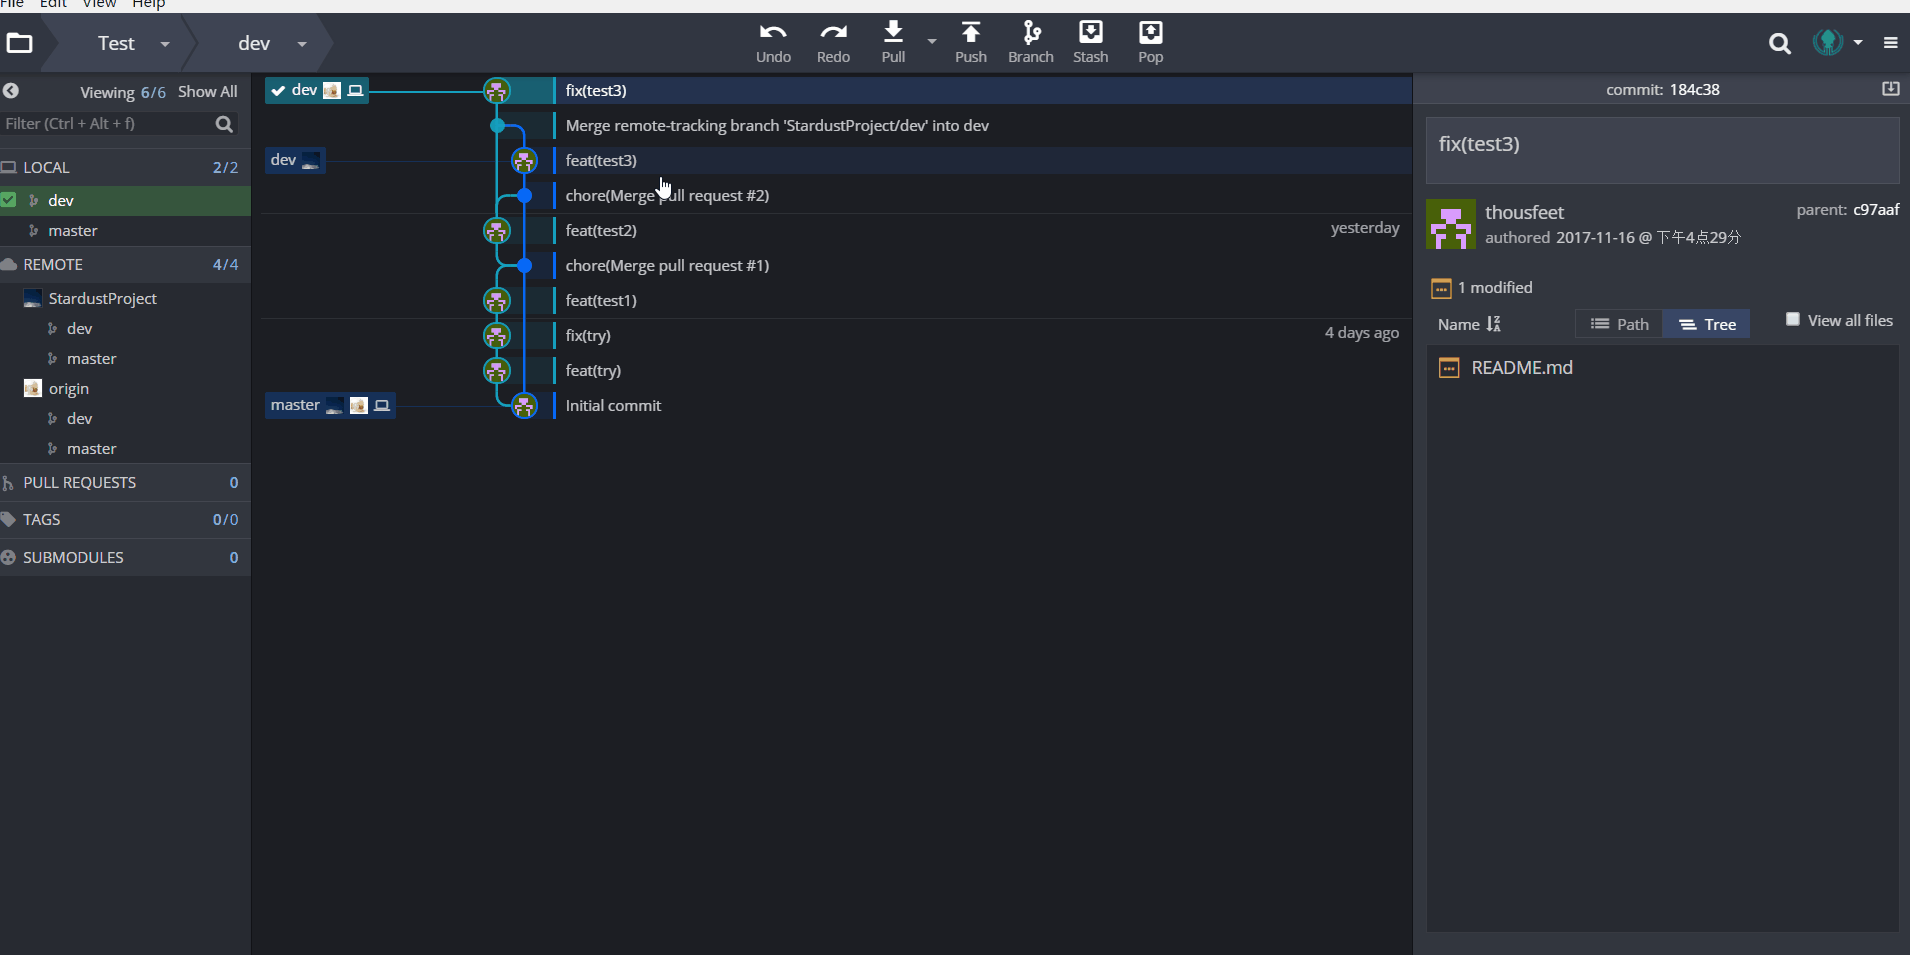 File Edit View Help
Test dev
Undo Redo Pull Push Branch Stash Pop
Viewing 6/6 Show All
Filter (Ctrl + Alt + f)
LOCAL 2/2
dev
master
REMOTE 4/4
StardustProject
dev
master
origin
dev
master
PULL REQUESTS 0
TAGS 0/0
SUBMODULES 0
dev fix(test3)
Merge remote-tracking branch 'StardustProject/dev' into dev
dev feat(test3)
chore(Merge pull request #2)
feat(test2) yesterday
chore(Merge pull request #1)
feat(test1)
fix(try) 4 days ago
feat(try)
master Initial commit
commit: 184c38
fix(test3)
thousfeet parent: c97aaf
authored 2017-11-16 @ 下午4点29分
1 modified
Name Path Tree View all files
README.md